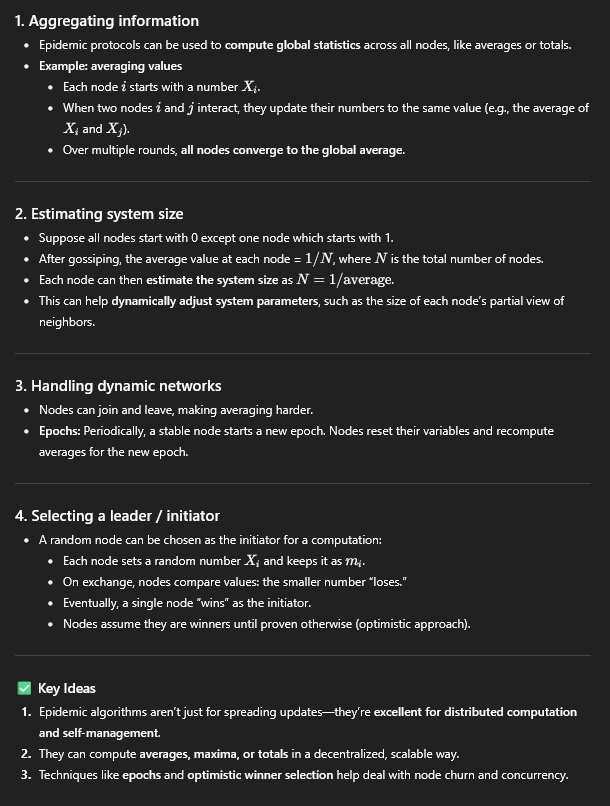 1. Aggregating information
• Epidemic protocols can be used to compute global statistics across all nodes, like averages or totals.
• Example: averaging values
• Each node i starts with a number Xᵢ.
• When two nodes i and j interact, they update their numbers to the same value (e.g., the average of
Xᵢ and Xⱼ).
• Over multiple rounds, all nodes converge to the global average.
2. Estimating system size
• Suppose all nodes start with 0 except one node which starts with 1.
• After gossiping, the average value at each node = 1/N, where N is the total number of nodes.
• Each node can then estimate the system size as N = 1/average.
• This can help dynamically adjust system parameters, such as the size of each node’s partial view of
neighbors.
3. Handling dynamic networks
• Nodes can join and leave, making averaging harder.
• Epochs: Periodically, a stable node starts a new epoch. Nodes reset their variables and recompute
averages for the new epoch.
4. Selecting a leader / initiator
• A random node can be chosen as the initiator for a computation:
• Each node sets a random number Xᵢ and keeps it as mᵢ.
• On exchange, nodes compare values: the smaller number “loses.”
• Eventually, a single node “wins” as the initiator.
• Nodes assume they are winners until proven otherwise (optimistic approach).
✅ Key Ideas
1. Epidemic algorithms aren’t just for spreading updates—they’re excellent for distributed computation
and self-management.
2. They can compute averages, maxima, or totals in a decentralized, scalable way.
3. Techniques like epochs and optimistic winner selection help deal with node churn and concurrency.